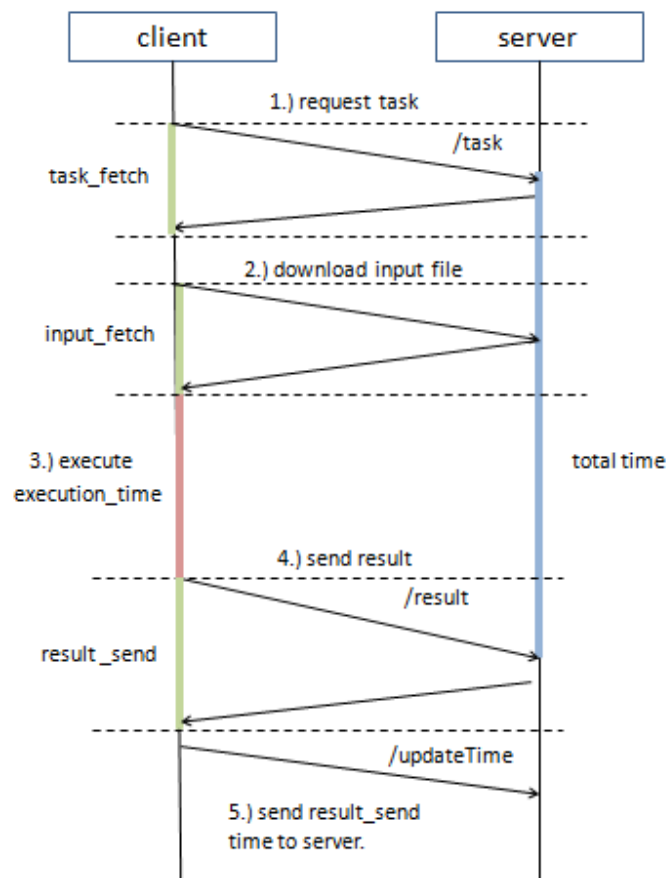 client
server
1.) request task
/task
task_fetch
2.) download input file
input_fetch
3.) execute
execution_time
total time
4.) send result
/result
result _send
/updateTime
5.) send result_send
time to server.